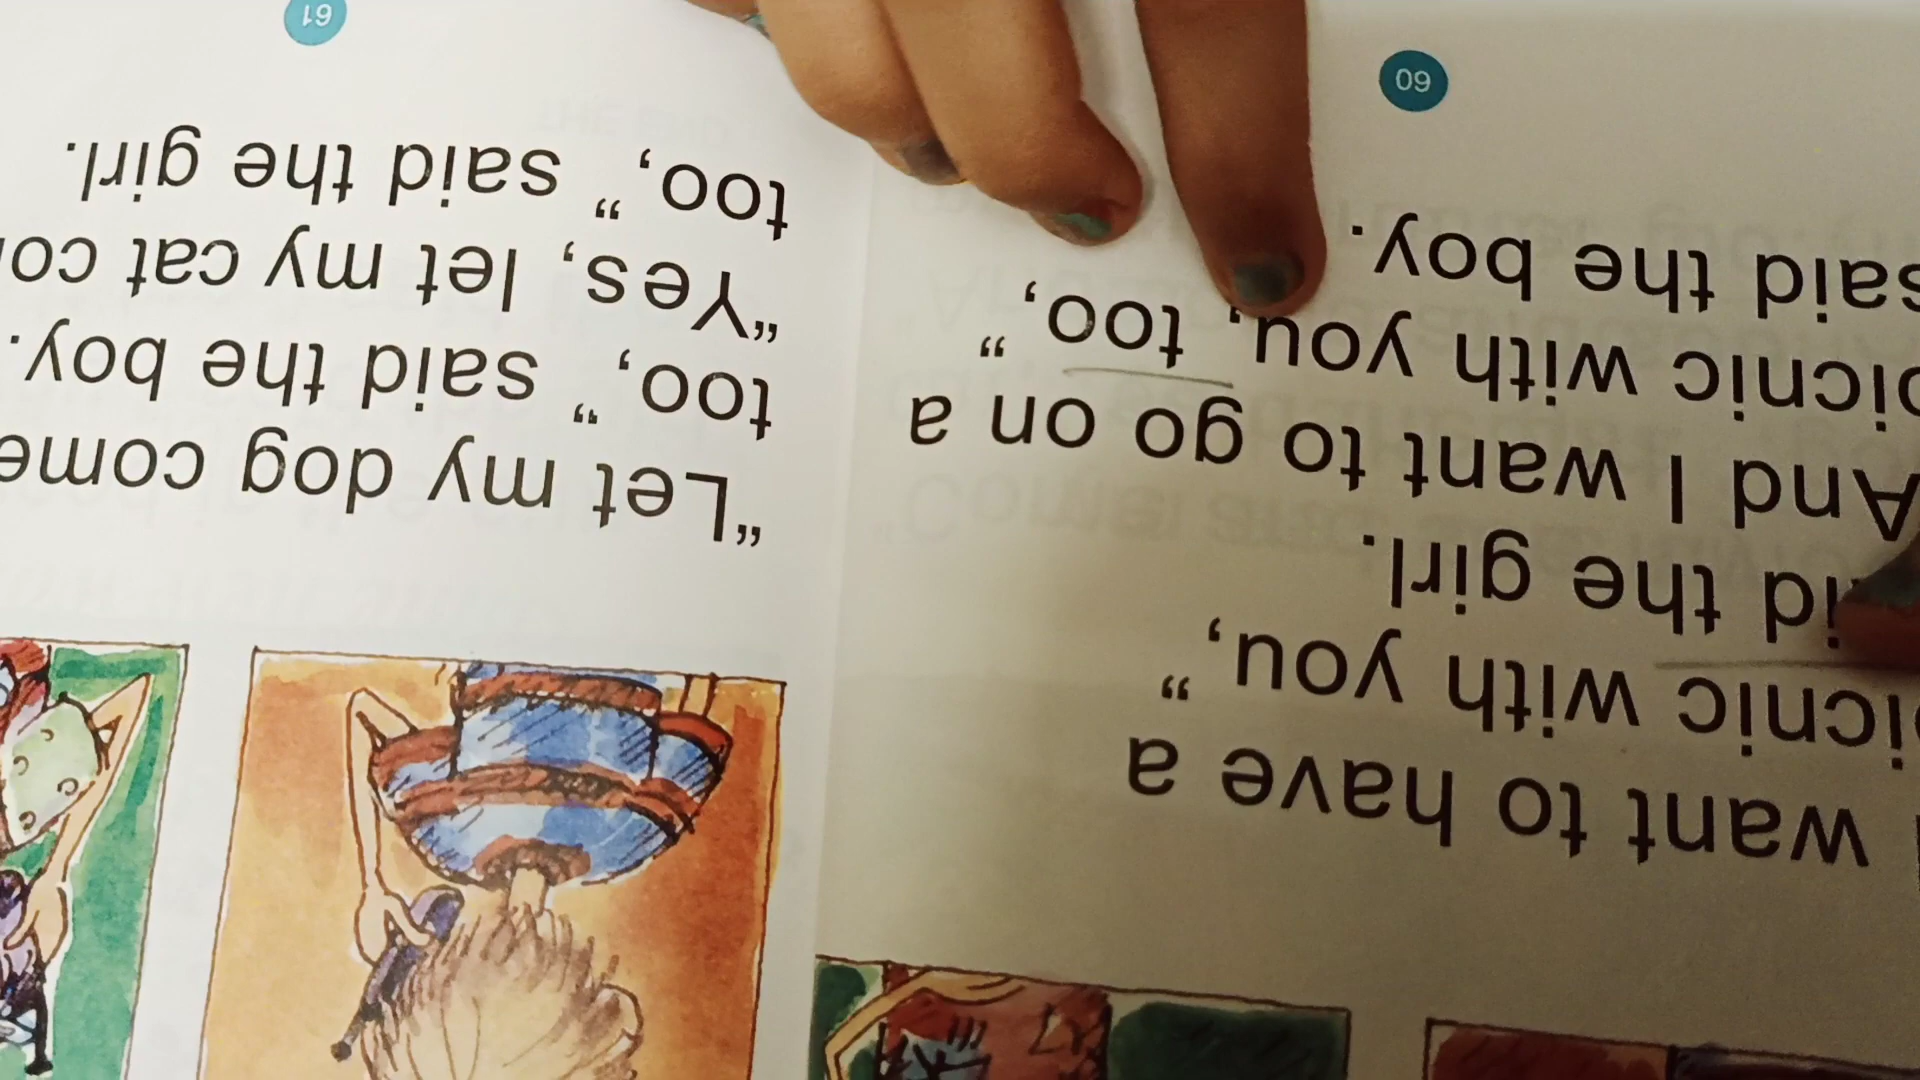 I want to have a
picnic with you,"
id the girl.
And I want to go on a
picnic with you, too,"
said the boy.
60
"Let my dog come
too," said the boy.
"Yes, let my cat co
too," said the girl.
61